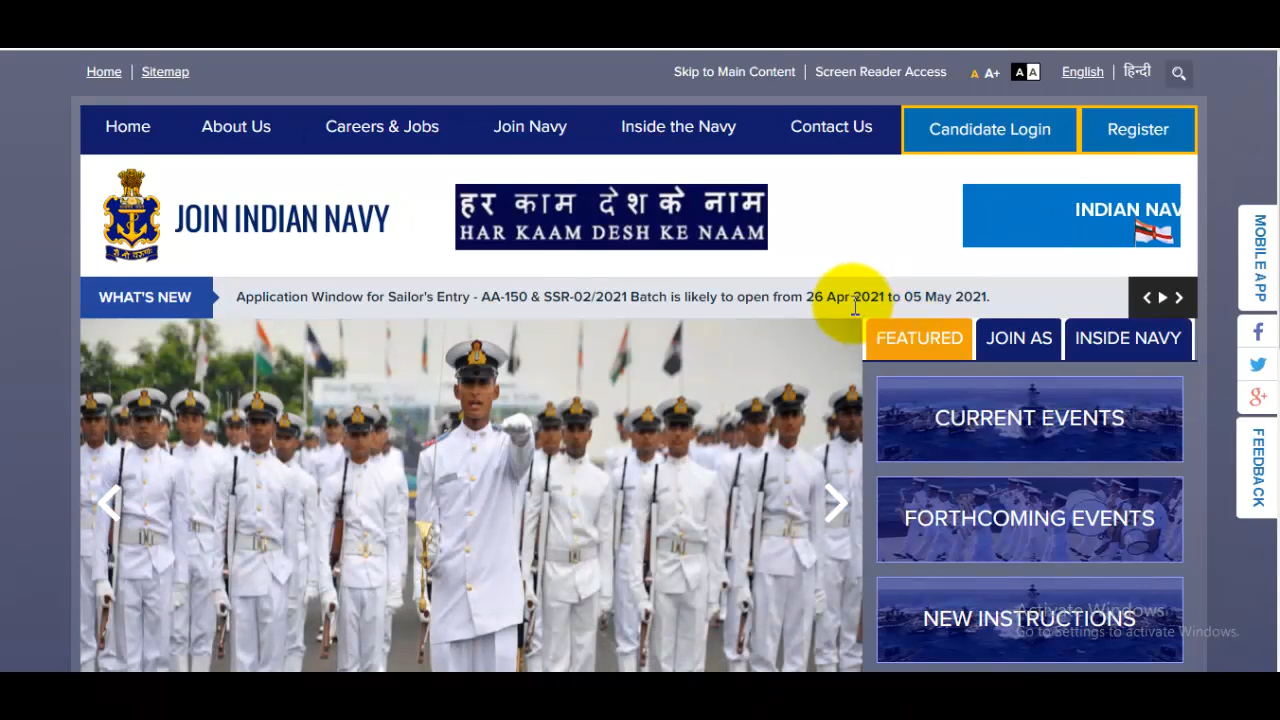 Home Sitemap
Skip to Main Content Screen Reader Access A A+ A A English हिन्दी
Home About Us Careers & Jobs Join Navy Inside the Navy Contact Us Candidate Login Register
JOIN INDIAN NAVY
हर काम देश के नाम
HAR KAAM DESH KE NAAM
INDIAN NAV
WHAT'S NEW Application Window for Sailor's Entry - AA-150 & SSR-02/2021 Batch is likely to open from 26 Apr 2021 to 05 May 2021.
FEATURED JOIN AS INSIDE NAVY
CURRENT EVENTS
FORTHCOMING EVENTS
NEW INSTRUCTIONS
MOBILE APP
FEEDBACK
Activate Windows
Go to Settings to activate Windows.